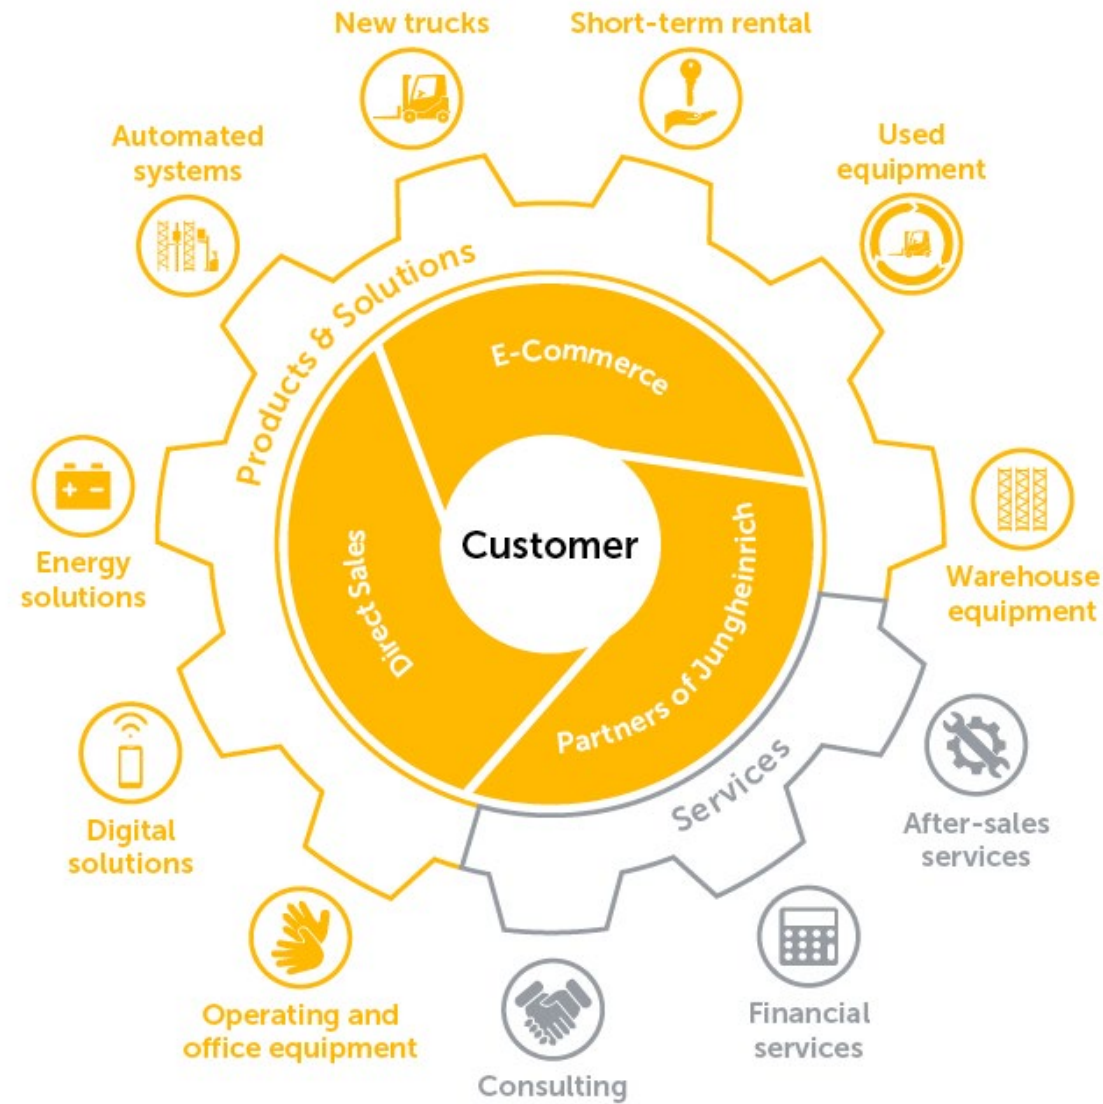 New trucks
Short-term rental
Automated
systems
Used
equipment
Products & Solutions
E-Commerce
Customer
Direct Sales
Partners of Jungheinrich
Energy
solutions
Warehouse
equipment
Services
Digital
solutions
After-sales
services
Operating and
office equipment
Financial
services
Consulting